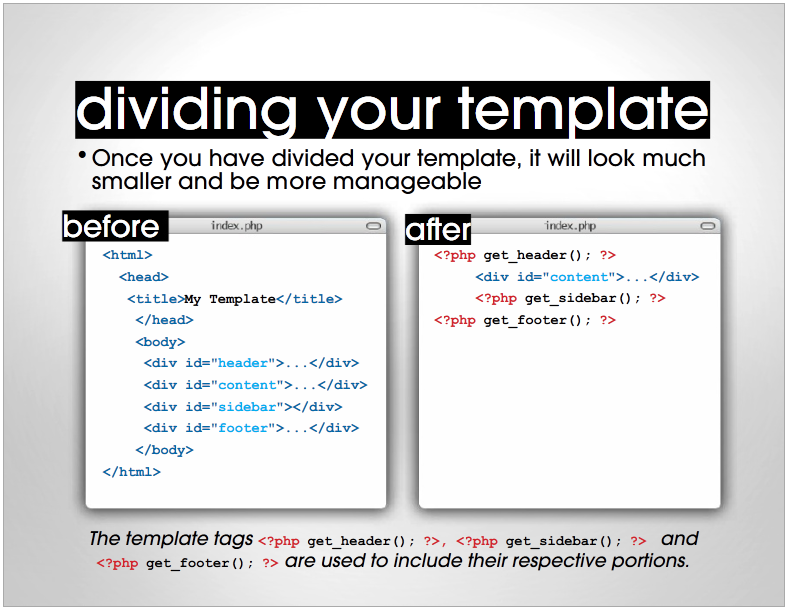 dividing your template
• Once you have divided your template, it will look much
smaller and be more manageable
before
index.php
<html>
<head>
<title>My Template</title>
</head>
<body>
<div id="header">...</div>
<div id="content">...</div>
<div id="sidebar"></div>
<div id="footer">...</div>
</body>
</html>
after
index.php
<?php get_header(); ?>
<div id="content">...</div>
<?php get_sidebar(); ?>
<?php get_footer(); ?>
The template tags <?php get_header(); ?>, <?php get_sidebar(); ?> and
<?php get_footer(); ?> are used to include their respective portions.